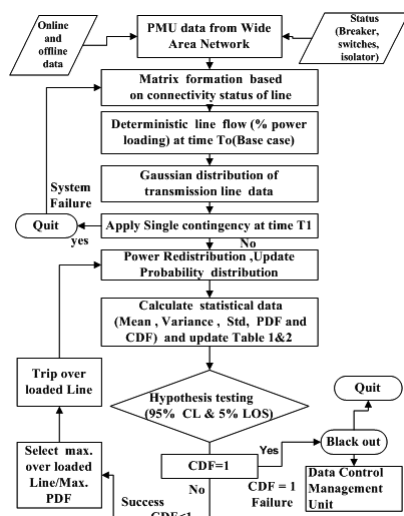 Online
and
offline
data
PMU data from Wide
Area Network
Status
(Breaker,
switches,
isolator)
Matrix formation based
on connectivity status of line
Deterministic line flow (% power
loading) at time To(Base case)
Gaussian distribution of
transmission line data
System
Failure
Quit
yes
Apply Single contingency at time T1
No
Power Redistribution ,Update
Probability distribution
Calculate statistical data
(Mean , Variance , Std, PDF and
CDF) and update Table 1&2
Trip over
loaded Line
Hypothesis testing
(95% CL & 5% LOS)
Quit
Select max.
over loaded
Line/Max.
PDF
CDF=1
Yes
Black out
No
CDF = 1
Failure
Data Control
Management
Unit
Success
CDF<1